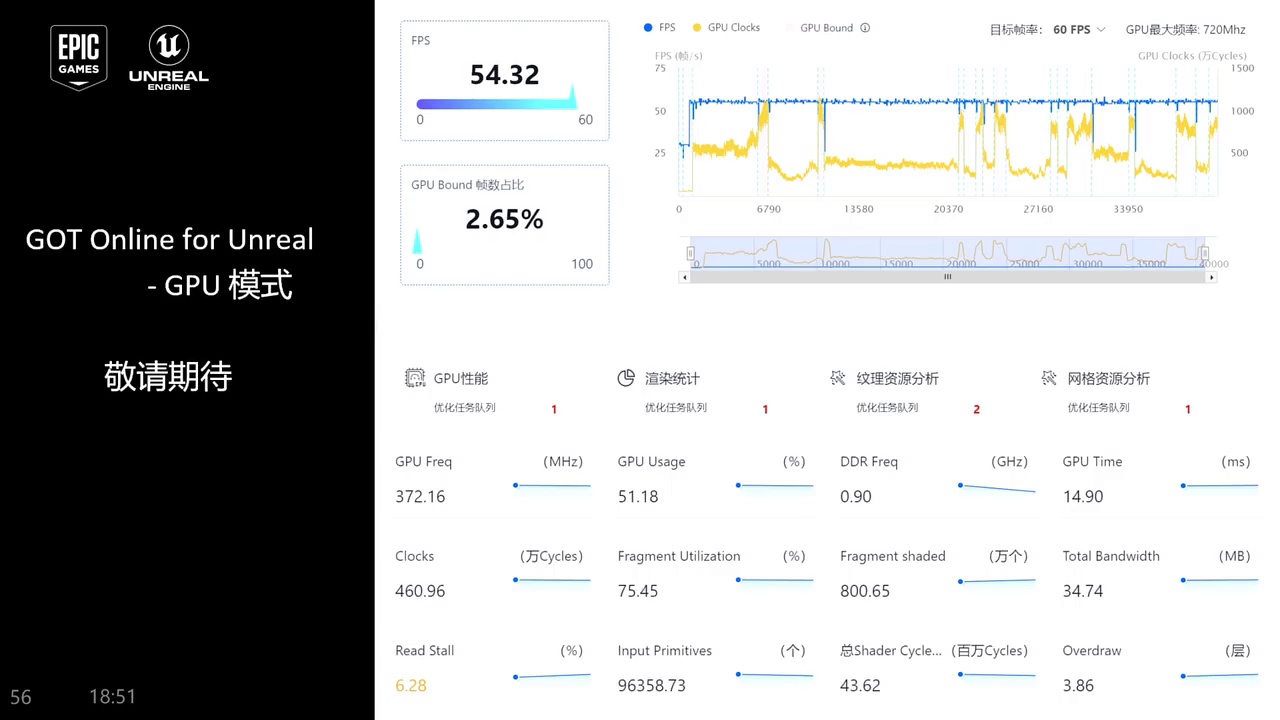 EPIC
GAMES
UNREAL
ENGINE
GOT Online for Unreal
- GPU 模式
敬请期待
56
18:51
FPS
54.32
0
60
GPU Bound 帧数占比
2.65%
0
100
FPS
GPU Clocks
GPU Bound
目标帧率: 60 FPS
GPU最大频率: 720Mhz
FPS (帧/s)
GPU Clocks (万Cycles)
75
50
25
1500
1000
500
0
6790
13580
20370
27160
33950
0
5000
10000
15000
20000
25000
30000
35000
40000
GPU性能
优化任务队列 1
渲染统计
优化任务队列 1
纹理资源分析
优化任务队列 2
网格资源分析
优化任务队列 1
GPU Freq (MHz)
372.16
GPU Usage (%)
51.18
DDR Freq (GHz)
0.90
GPU Time (ms)
14.90
Clocks (万Cycles)
460.96
Fragment Utilization (%)
75.45
Fragment shaded (万个)
800.65
Total Bandwidth (MB)
34.74
Read Stall (%)
6.28
Input Primitives (个)
96358.73
总Shader Cycle... (百万Cycles)
43.62
Overdraw (层)
3.86